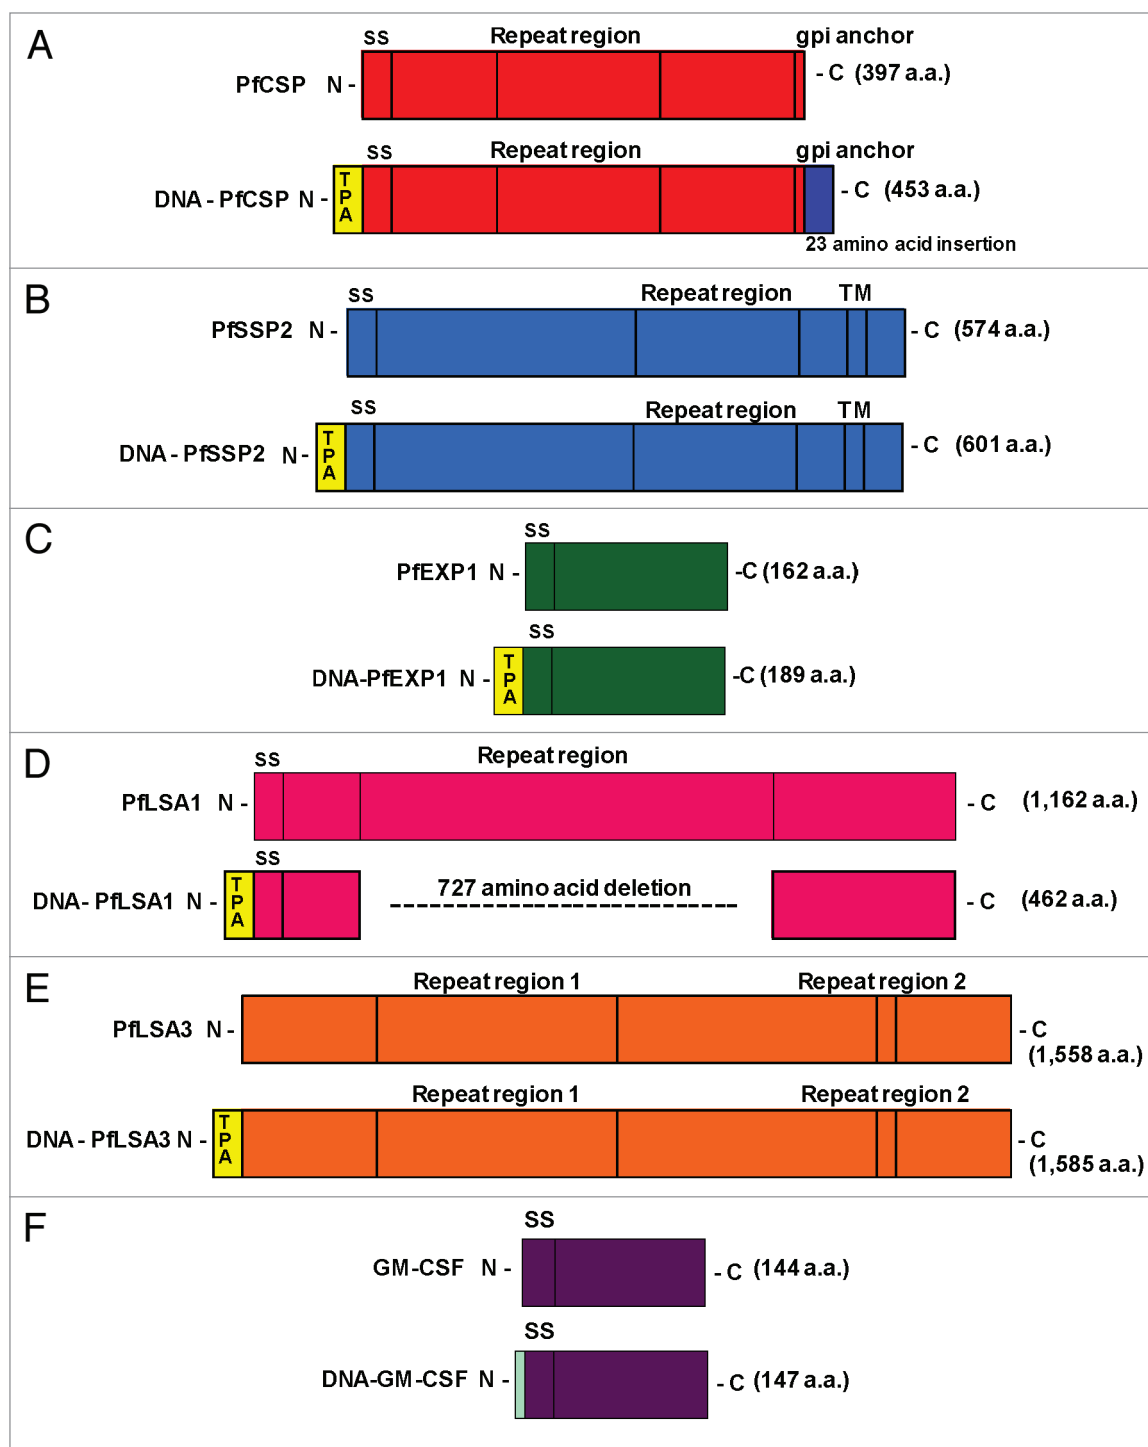 A
SS Repeat region gpi anchor
PfCSP N - - C (397 a.a.)
SS Repeat region gpi anchor
DNA - PfCSP N - TPA - C (453 a.a.)
23 amino acid insertion
B
SS Repeat region TM
PfSSP2 N - - C (574 a.a.)
SS Repeat region TM
DNA - PfSSP2 N - TPA - C (601 a.a.)
C
SS
PfEXP1 N - -C (162 a.a.)
SS
DNA-PfEXP1 N - TPA -C (189 a.a.)
D
SS Repeat region
PfLSA1 N - - C (1,162 a.a.)
SS
DNA- PfLSA1 N - TPA 727 amino acid deletion - C (462 a.a.)
E
Repeat region 1 Repeat region 2
PfLSA3 N - - C
(1,558 a.a.)
Repeat region 1 Repeat region 2
DNA - PfLSA3 N - TPA - C
(1,585 a.a.)
F
SS
GM-CSF N - - C (144 a.a.)
SS
DNA-GM-CSF N - - C (147 a.a.)